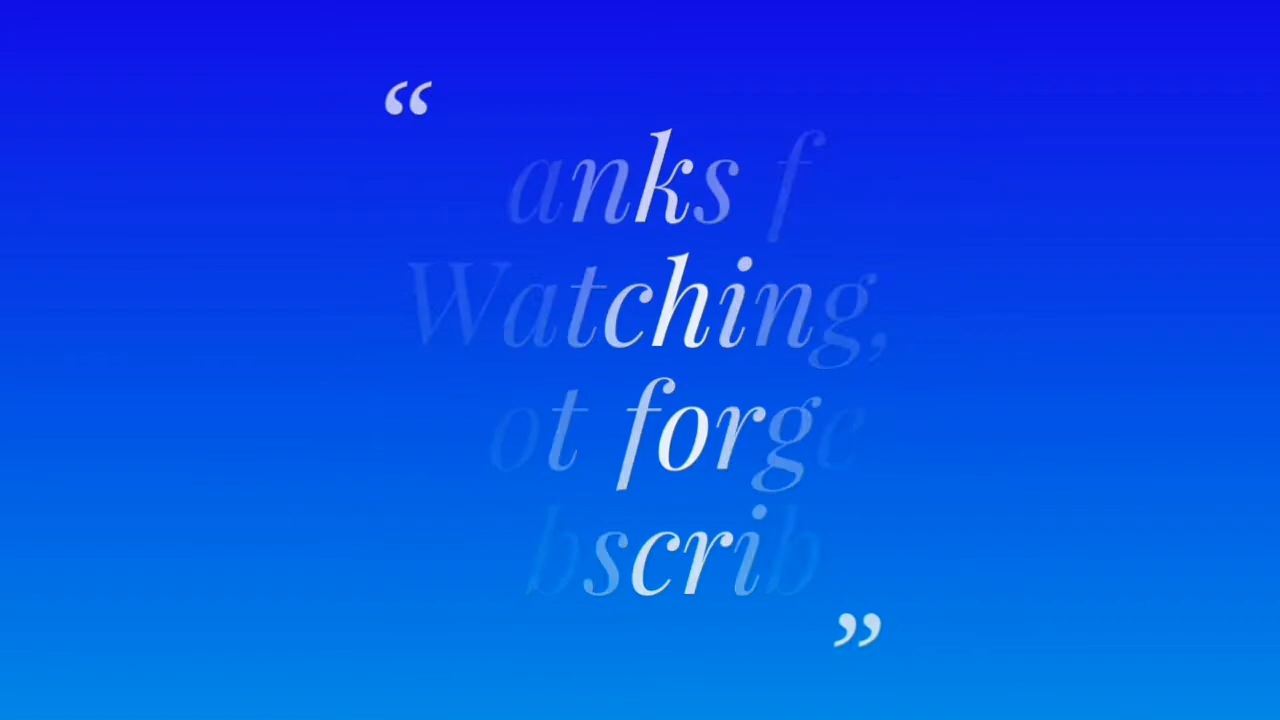 “
anks f
Watching,
ot forge
bscrib
”